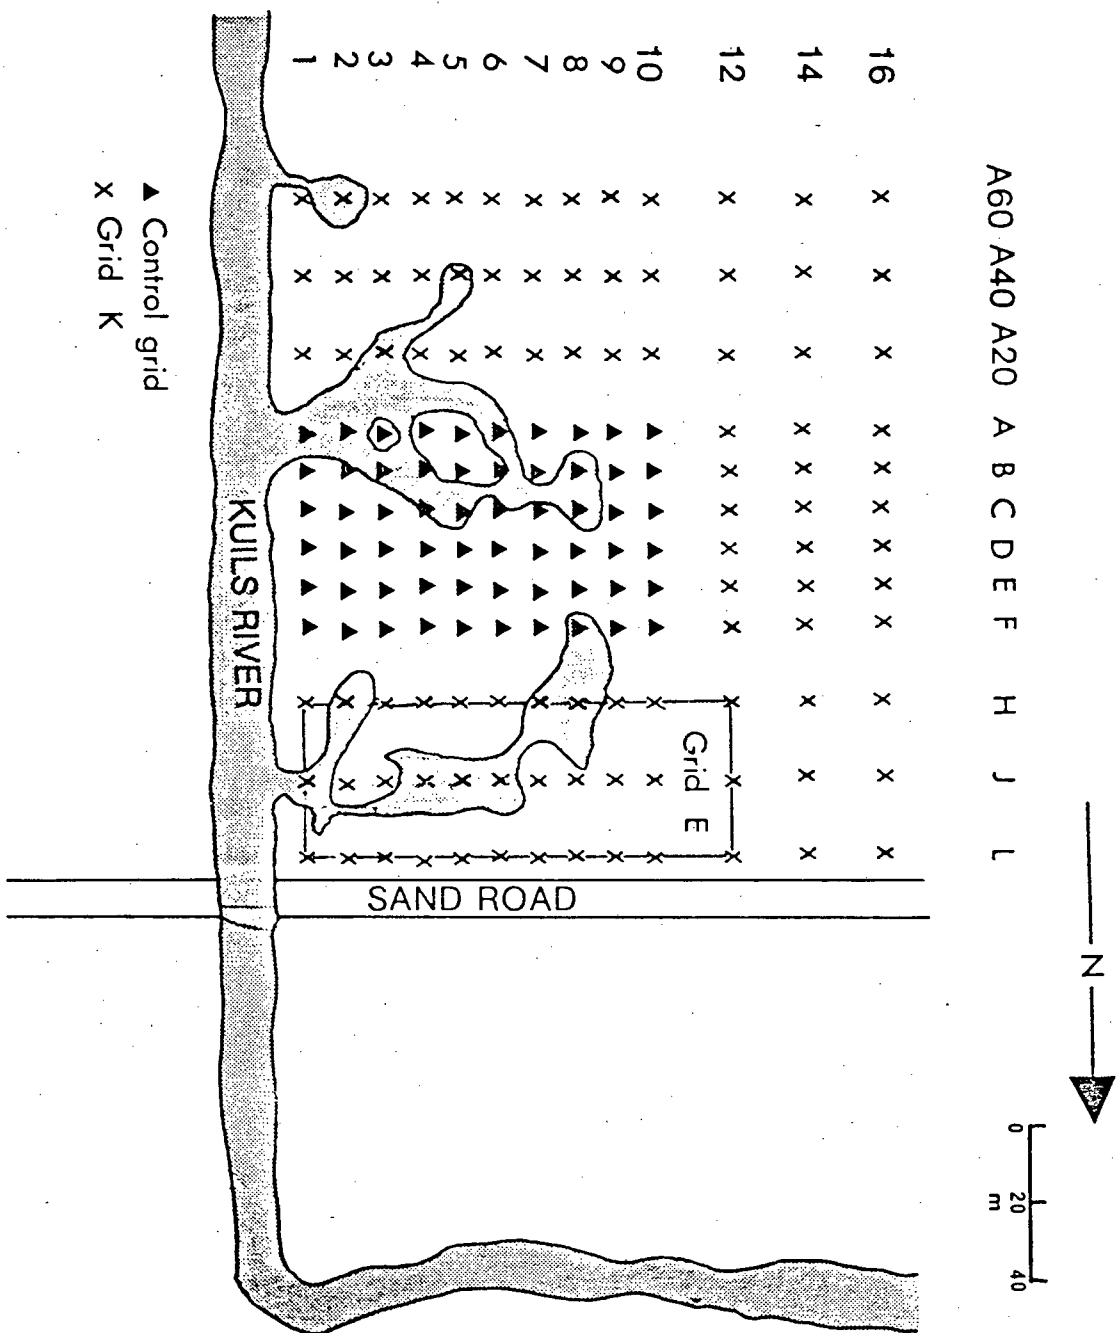 1 2 3 4 5 6 7 8 9 10 12 14 16
A60 A40 A20 A B C D E F H J L
▲ Control grid
x Grid K
KUILS RIVER
Grid E
SAND ROAD
N
0 20 40
m